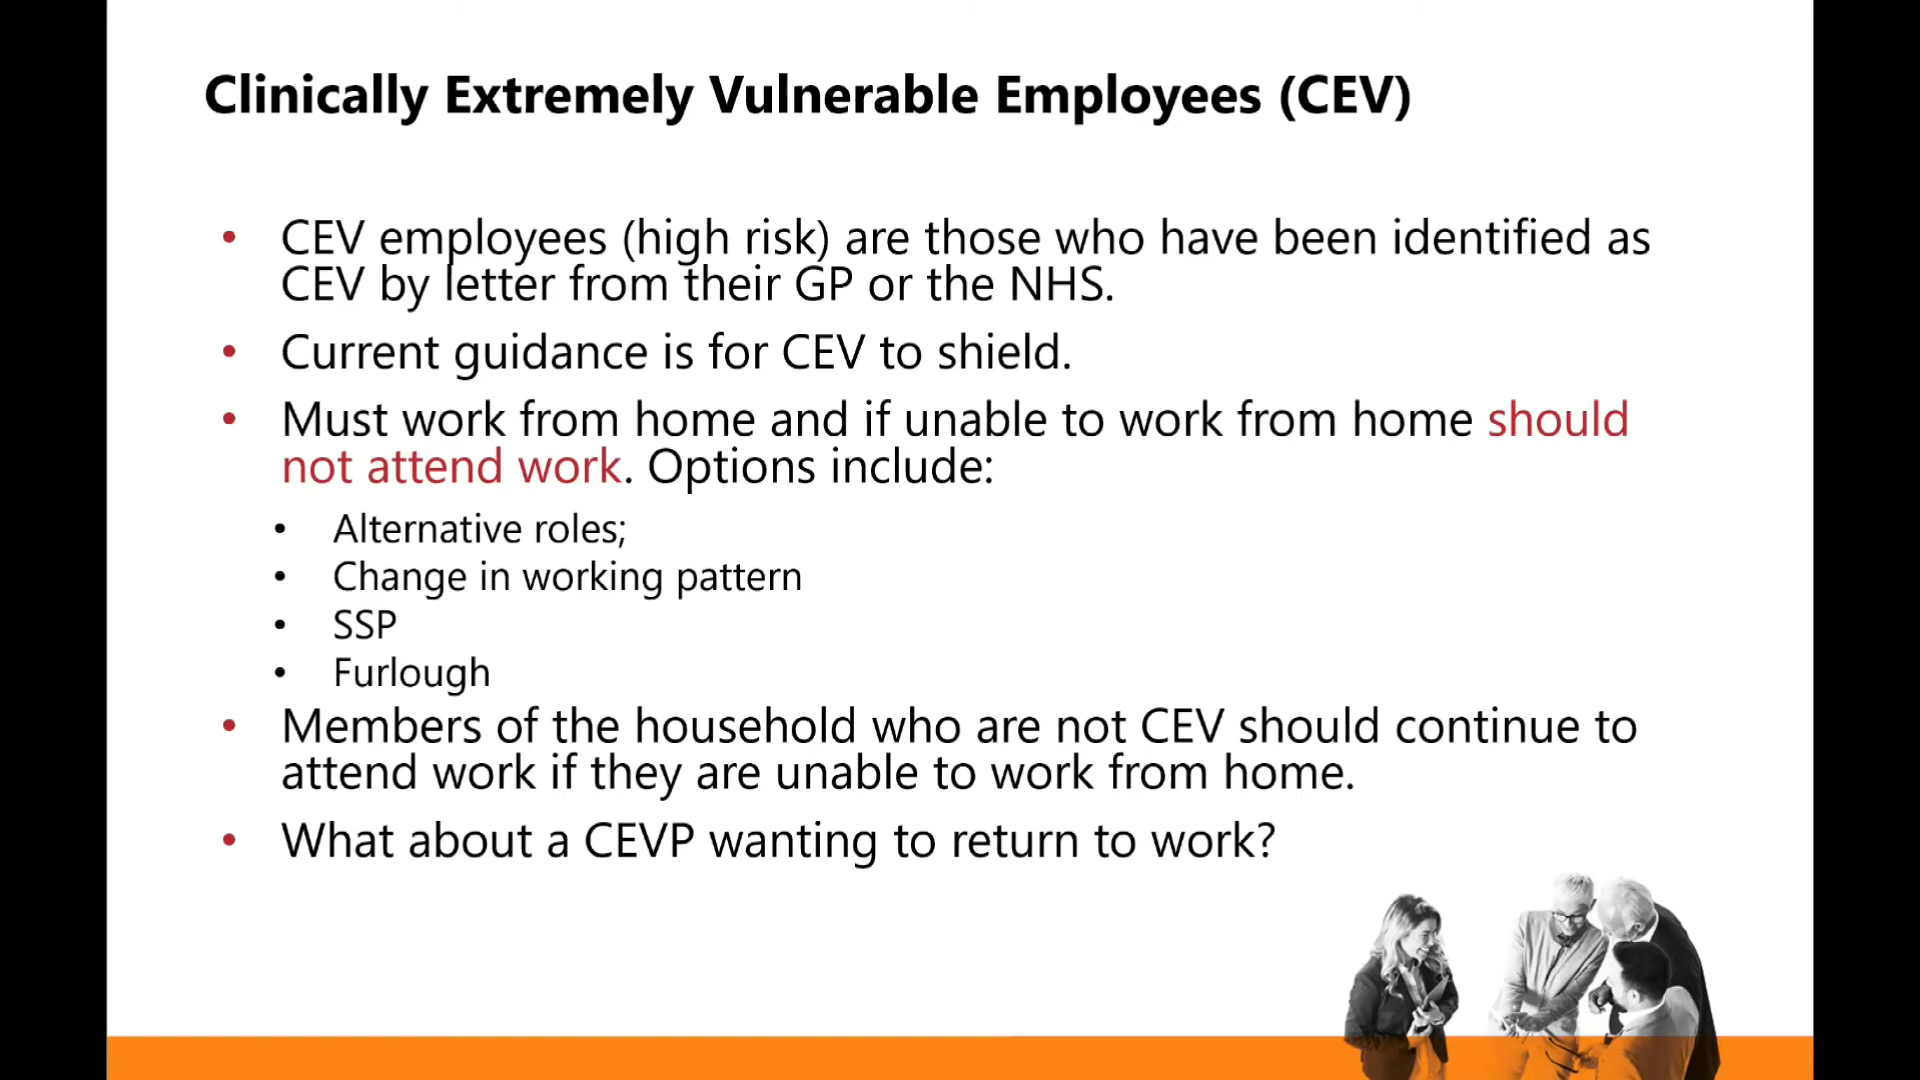 Clinically Extremely Vulnerable Employees (CEV)
• CEV employees (high risk) are those who have been identified as
CEV by letter from their GP or the NHS.
• Current guidance is for CEV to shield.
• Must work from home and if unable to work from home should
not attend work. Options include:
• Alternative roles;
• Change in working pattern
• SSP
• Furlough
• Members of the household who are not CEV should continue to
attend work if they are unable to work from home.
• What about a CEVP wanting to return to work?